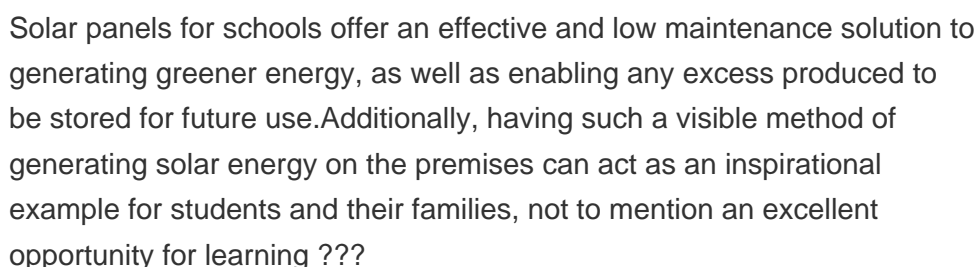 Solar panels for schools offer an effective and low maintenance solution to
generating greener energy, as well as enabling any excess produced to
be stored for future use.Additionally, having such a visible method of
generating solar energy on the premises can act as an inspirational
example for students and their families, not to mention an excellent
opportunity for learning ???